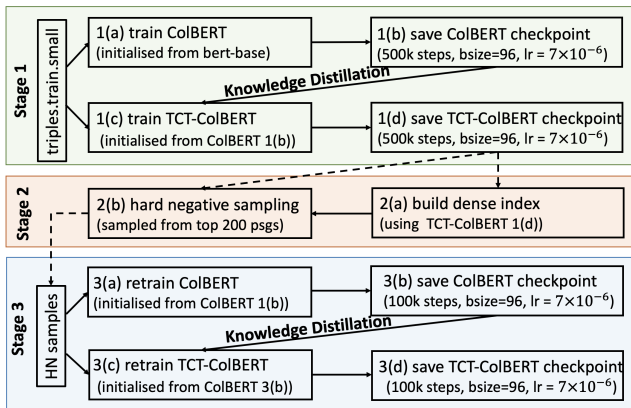 Stage 1
triples.train.small
1(a) train ColBERT
(initialised from bert-base)
1(b) save ColBERT checkpoint
(500k steps, bsize=96, lr = 7×10⁻⁶)
Knowledge Distillation
1(c) train TCT-ColBERT
(initialised from ColBERT 1(b))
1(d) save TCT-ColBERT checkpoint
(500k steps, bsize=96, lr = 7×10⁻⁶)
Stage 2
2(b) hard negative sampling
(sampled from top 200 psgs)
2(a) build dense index
(using TCT-ColBERT 1(d))
Stage 3
HN samples
3(a) retrain ColBERT
(initialised from ColBERT 1(b))
3(b) save ColBERT checkpoint
(100k steps, bsize=96, lr = 7×10⁻⁶)
Knowledge Distillation
3(c) retrain TCT-ColBERT
(initialised from ColBERT 3(b))
3(d) save TCT-ColBERT checkpoint
(100k steps, bsize=96, lr = 7×10⁻⁶)